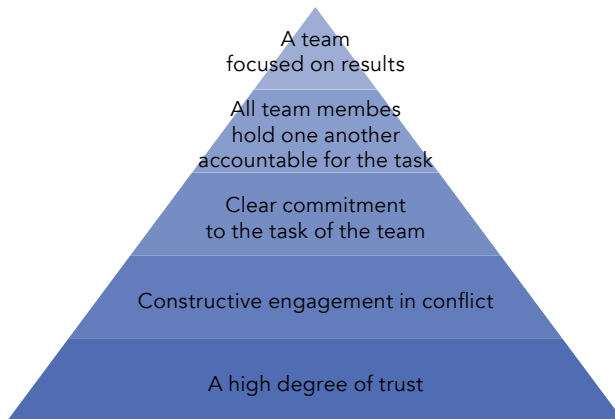 A team
focused on results
All team membes
hold one another
accountable for the task
Clear commitment
to the task of the team
Constructive engagement in conflict
A high degree of trust